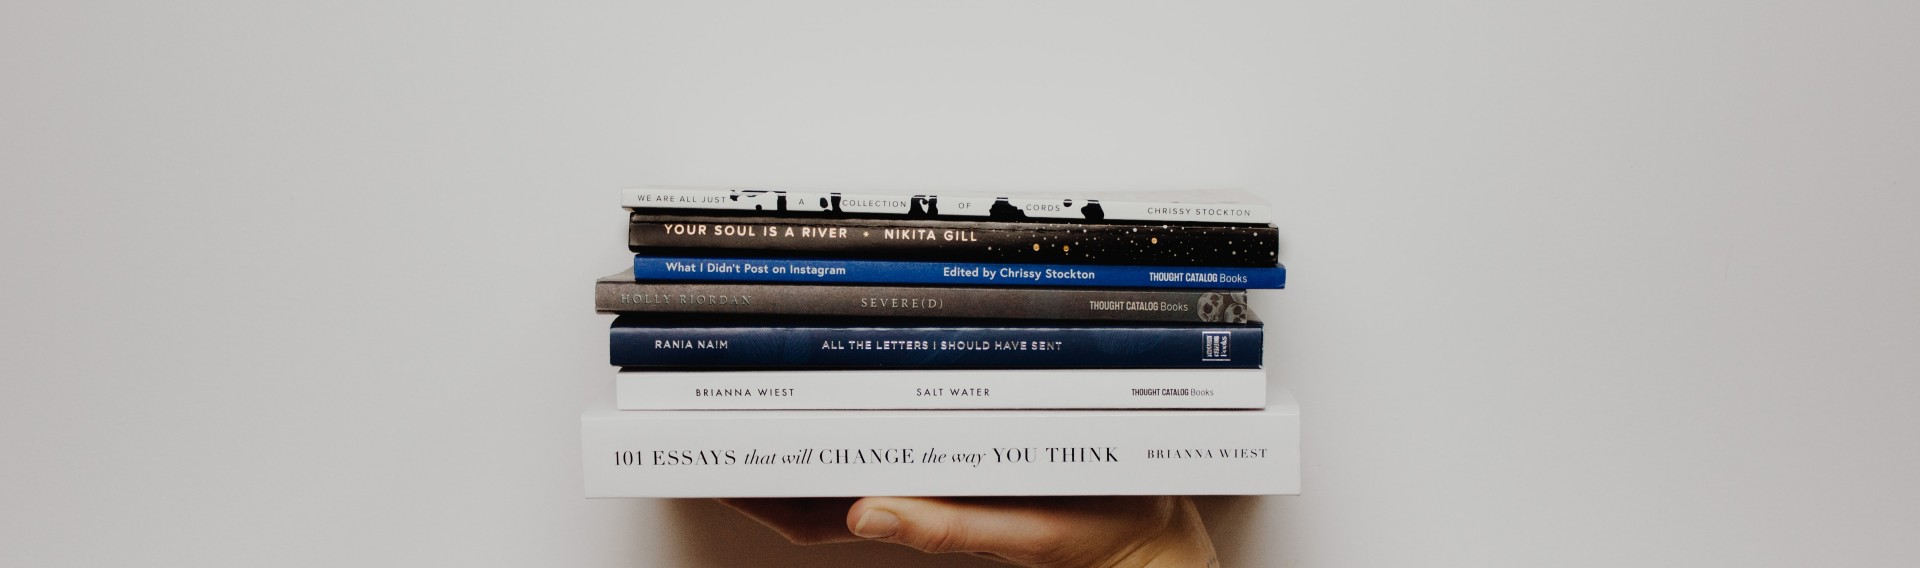 WE ARE ALL JUST A COLLECTION OF CORDS CHRISSY STOCKTON
YOUR SOUL IS A RIVER • NIKITA GILL
What I Didn't Post on Instagram Edited by Chrissy Stockton THOUGHT CATALOG Books
HOLLY RIORDAN SEVERE(D) THOUGHT CATALOG Books
RANIA NAIM ALL THE LETTERS I SHOULD HAVE SENT
BRIANNA WIEST SALT WATER THOUGHT CATALOG Books
101 ESSAYS that will CHANGE the way YOU THINK BRIANNA WIEST